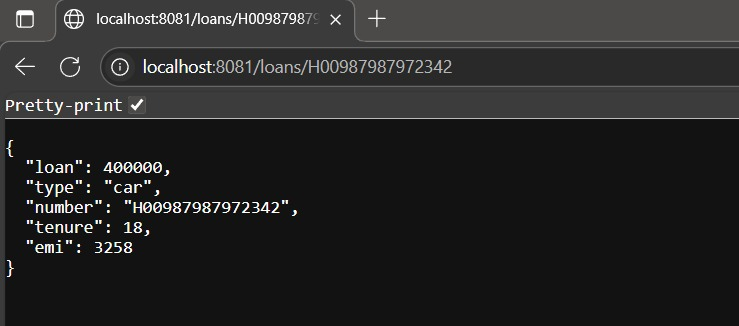 localhost:8081/loans/H00987987
localhost:8081/loans/H00987987972342
Pretty-print
{
"loan": 400000,
"type": "car",
"number": "H00987987972342",
"tenure": 18,
"emi": 3258
}